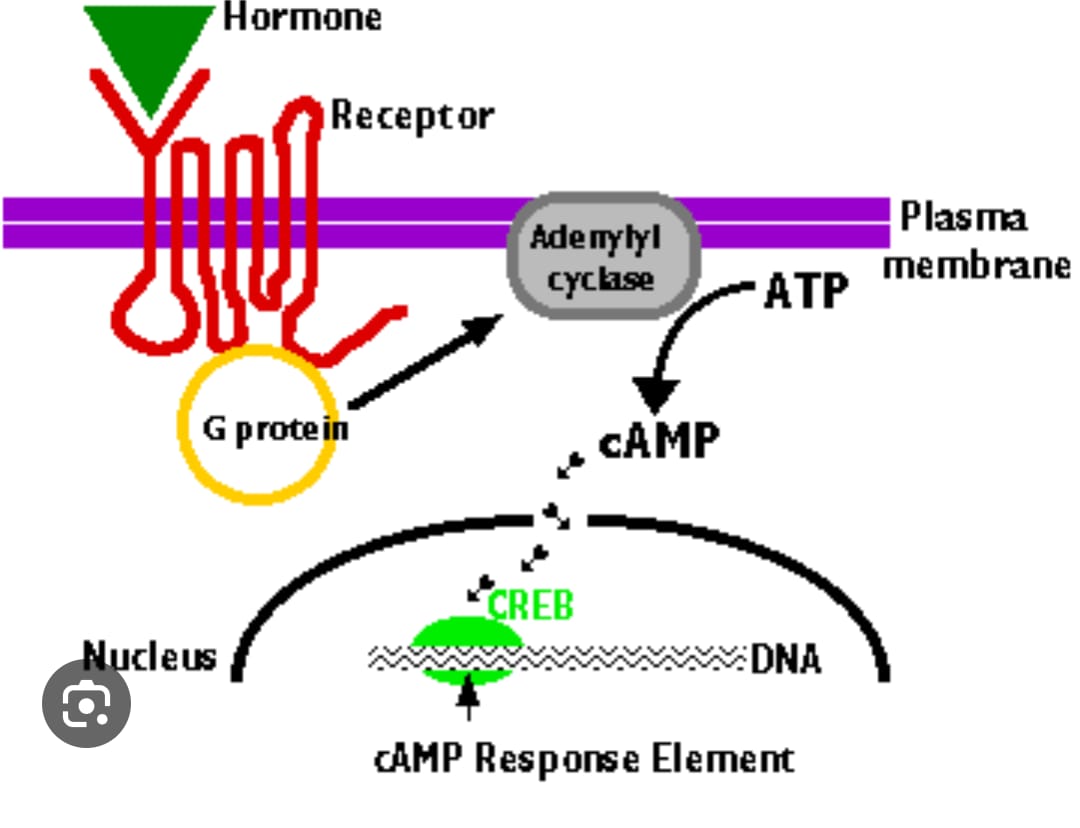 Hormone
Receptor
Plasma
membrane
Adenylyl
cyclase
ATP
G protein
cAMP
CREB
Nucleus
DNA
cAMP Response Element